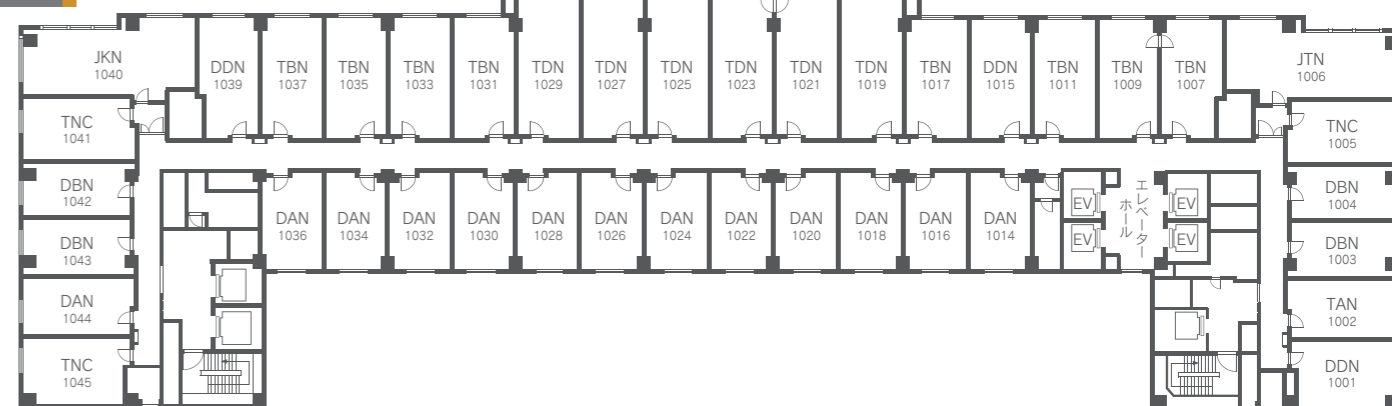 JKN
1040
DDN
1039
TBN
1037
TBN
1035
TBN
1033
TBN
1031
TDN
1029
TDN
1027
TDN
1025
TDN
1023
TDN
1021
TDN
1019
TBN
1017
DDN
1015
TBN
1011
TBN
1009
TBN
1007
JTN
1006
TNC
1041
TNC
1005
DBN
1042
DBN
1004
DAN
1036
DAN
1034
DAN
1032
DAN
1030
DAN
1028
DAN
1026
DAN
1024
DAN
1022
DAN
1020
DAN
1018
DAN
1016
DAN
1014
EV
EV
エレベーター
ホール
EV
EV
DBN
1043
DBN
1003
DAN
1044
TAN
1002
TNC
1045
DDN
1001